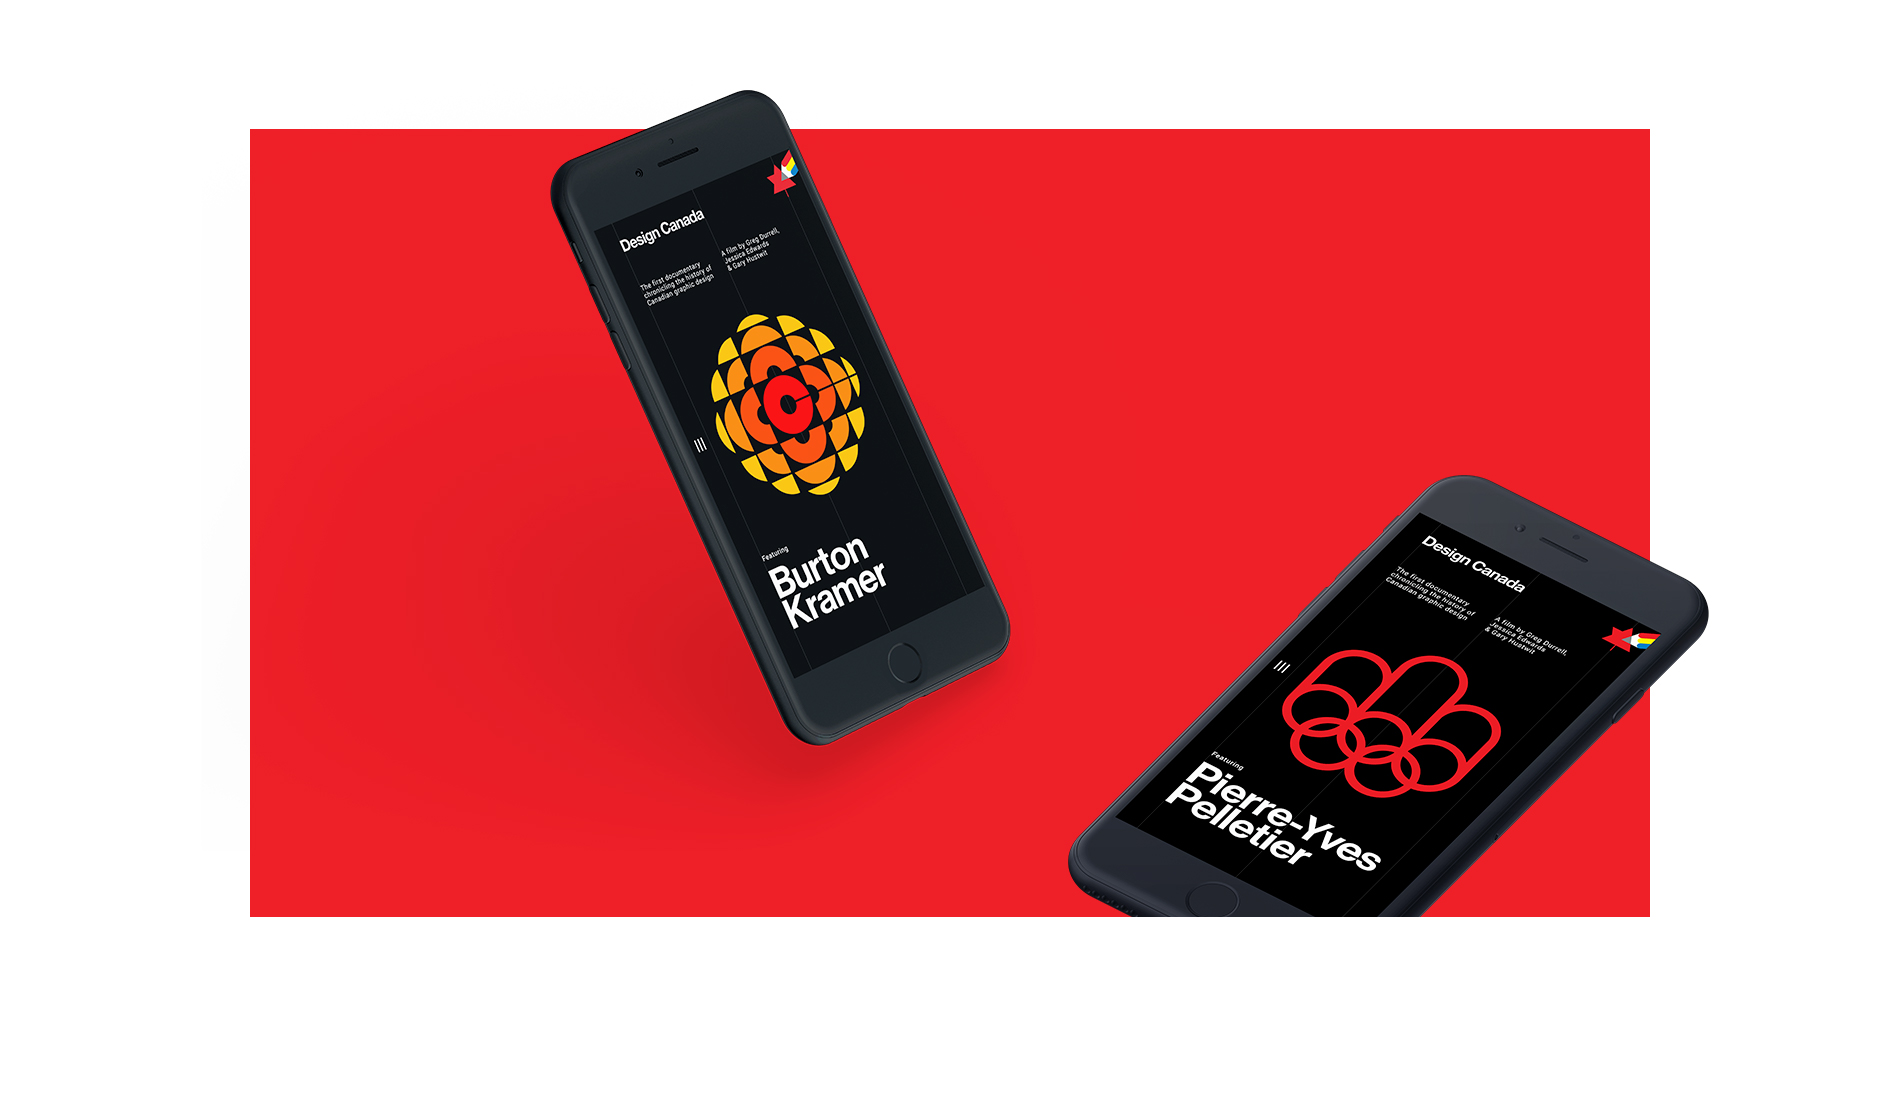 Design Canada
The first documentary
chronicling the history of
Canadian graphic design
A film by Greg Durrell,
Jessica Edwards
& Gary Hustwit
Featuring
Burton
Kramer
Design Canada
The first documentary
chronicling the history of
Canadian graphic design
A film by Greg Durrell,
Jessica Edwards
& Gary Hustwit
Featuring
Pierre-Yves
Pelletier